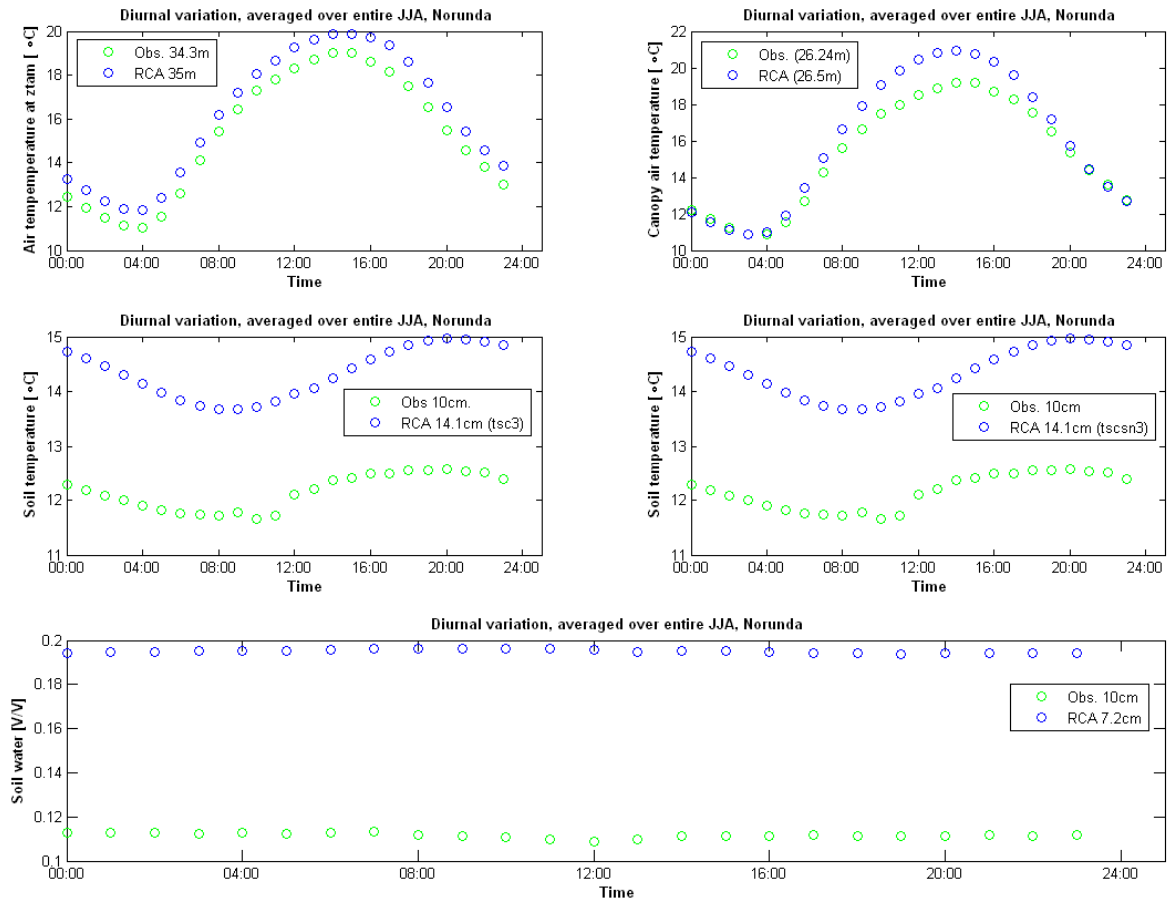 Diurnal variation, averaged over entire JJA, Norunda
Air tempemperature at ztam [ •C]
20
18
16
14
12
10
Obs. 34.3m
RCA 35m
00:00 04:00 08:00 12:00 16:00 20:00 24:00
Time
Diurnal variation, averaged over entire JJA, Norunda
Canopy air temperature [ •C]
22
20
18
16
14
12
10
Obs. (26.24m)
RCA (26.5m)
00:00 04:00 08:00 12:00 16:00 20:00 24:00
Time
Diurnal variation, averaged over entire JJA, Norunda
Soil temperature [ •C]
15
14
13
12
11
Obs 10cm.
RCA 14.1cm (tsc3)
00:00 04:00 08:00 12:00 16:00 20:00 24:00
Time
Diurnal variation, averaged over entire JJA, Norunda
Soil temperature [ •C]
15
14
13
12
11
Obs. 10cm
RCA 14.1cm (tscsn3)
00:00 04:00 08:00 12:00 16:00 20:00 24:00
Time
Diurnal variation, averaged over entire JJA, Norunda
Soil water [V/V]
0.2
0.18
0.16
0.14
0.12
0.1
Obs. 10cm
RCA 7.2cm
00:00 04:00 08:00 12:00 16:00 20:00 24:00
Time